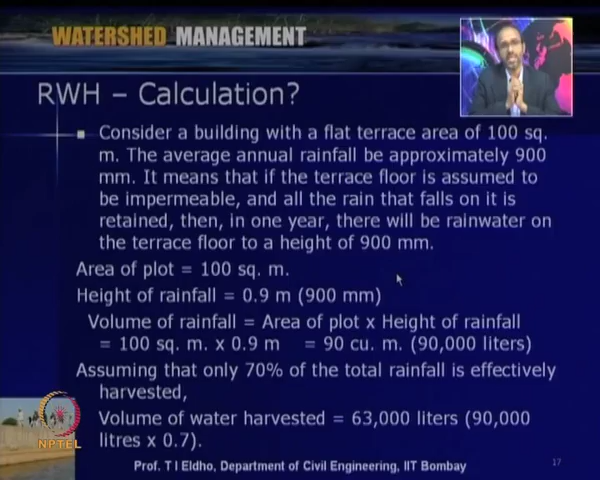 WATERSHED MANAGEMENT
RWH – Calculation?
Consider a building with a flat terrace area of 100 sq.
m. The average annual rainfall be approximately 900
mm. It means that if the terrace floor is assumed to
be impermeable, and all the rain that falls on it is
retained, then, in one year, there will be rainwater on
the terrace floor to a height of 900 mm.
Area of plot = 100 sq. m.
Height of rainfall = 0.9 m (900 mm)
Volume of rainfall = Area of plot x Height of rainfall
= 100 sq. m. x 0.9 m = 90 cu. m. (90,000 liters)
Assuming that only 70% of the total rainfall is effectively
harvested,
Volume of water harvested = 63,000 liters (90,000
litres x 0.7).
NPTEL
Prof. T I Eldho, Department of Civil Engineering, IIT Bombay
17